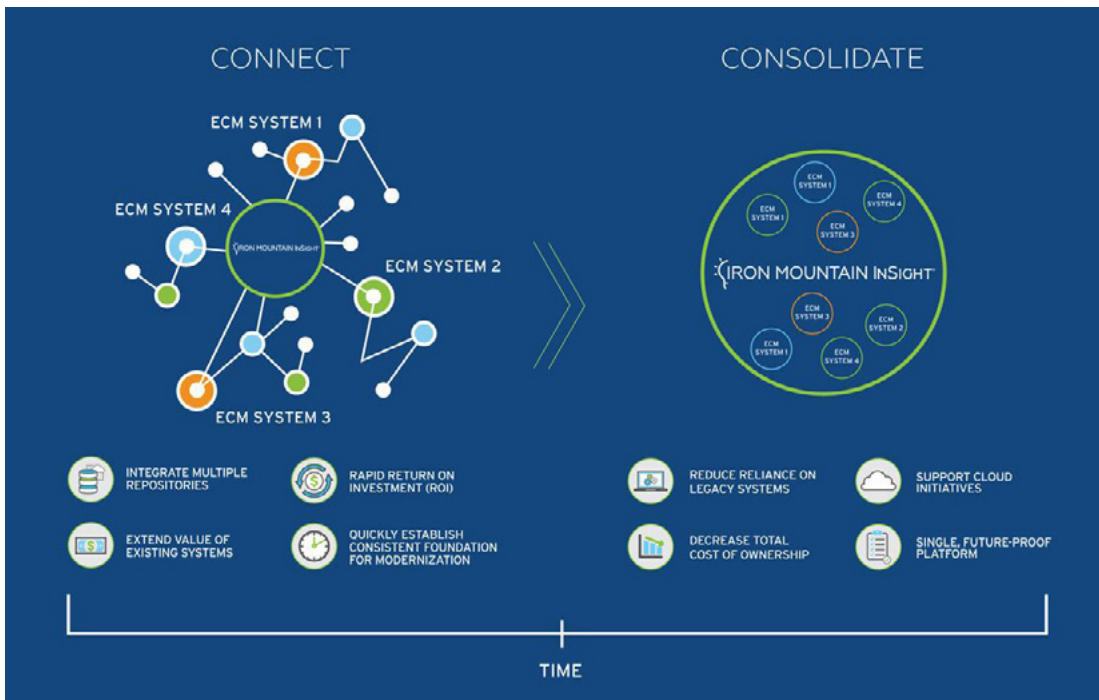 CONNECT
ECM SYSTEM 1
ECM SYSTEM 4
IRON MOUNTAIN INSIGHT®
ECM SYSTEM 2
ECM SYSTEM 3
INTEGRATE MULTIPLE
REPOSITORIES
RAPID RETURN ON
INVESTMENT (ROI)
EXTEND VALUE OF
EXISTING SYSTEMS
QUICKLY ESTABLISH
CONSISTENT FOUNDATION
FOR MODERNIZATION
CONSOLIDATE
ECM
SYSTEM 1
ECM
SYSTEM 4
ECM
SYSTEM 1
ECM
SYSTEM 3
IRON MOUNTAIN INSIGHT®
ECM
SYSTEM 3
ECM
SYSTEM 2
ECM
SYSTEM 1
ECM
SYSTEM 4
REDUCE RELIANCE ON
LEGACY SYSTEMS
SUPPORT CLOUD
INITIATIVES
DECREASE TOTAL
COST OF OWNERSHIP
SINGLE, FUTURE-PROOF
PLATFORM
TIME